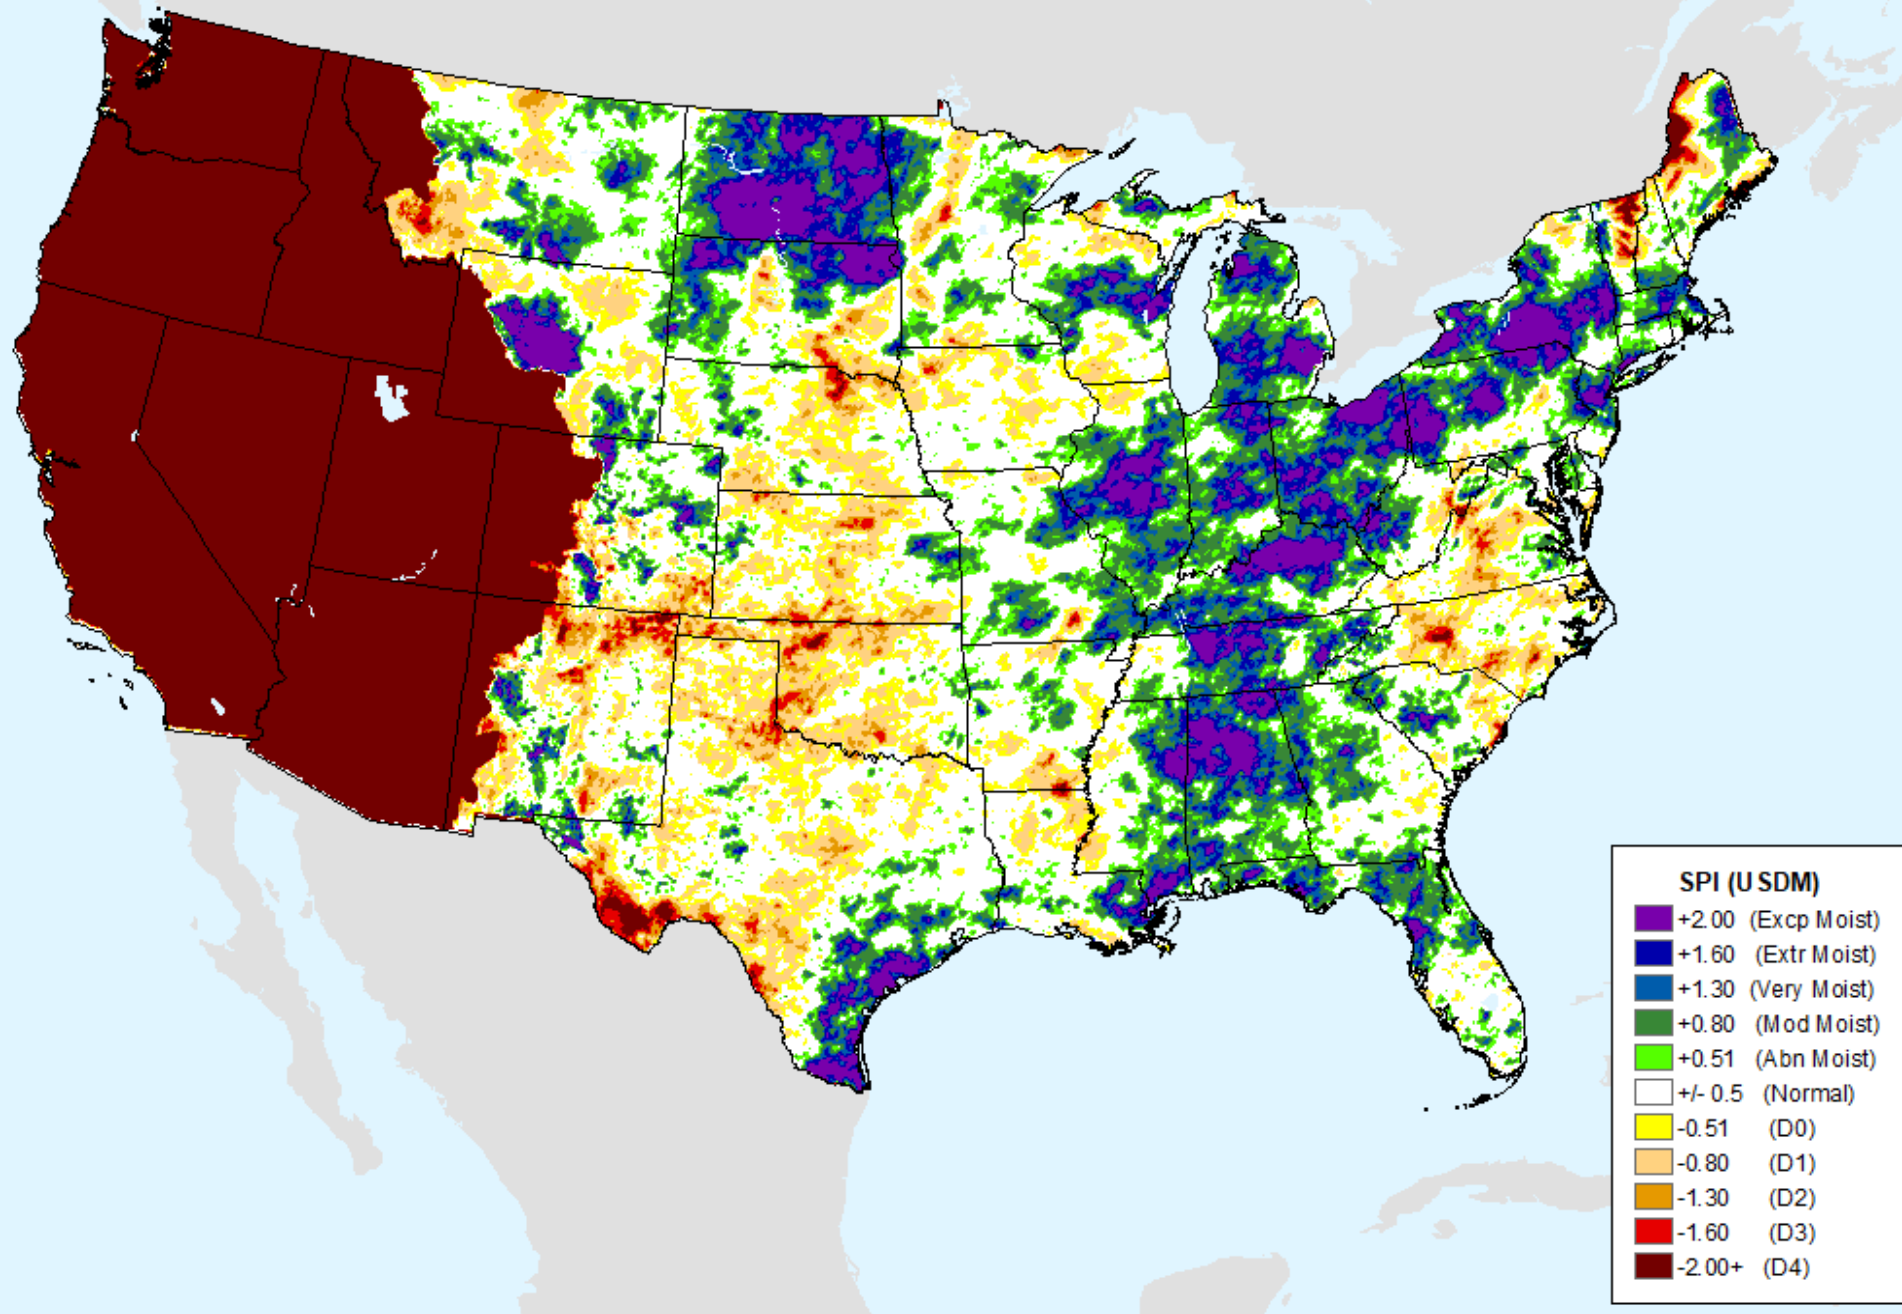 SPI (USDM)
+2.00 (Excp Moist)
+1.60 (Extr Moist)
+1.30 (Very Moist)
+0.80 (Mod Moist)
+0.51 (Abn Moist)
+/- 0.5 (Normal)
-0.51 (D0)
-0.80 (D1)
-1.30 (D2)
-1.60 (D3)
-2.00+ (D4)